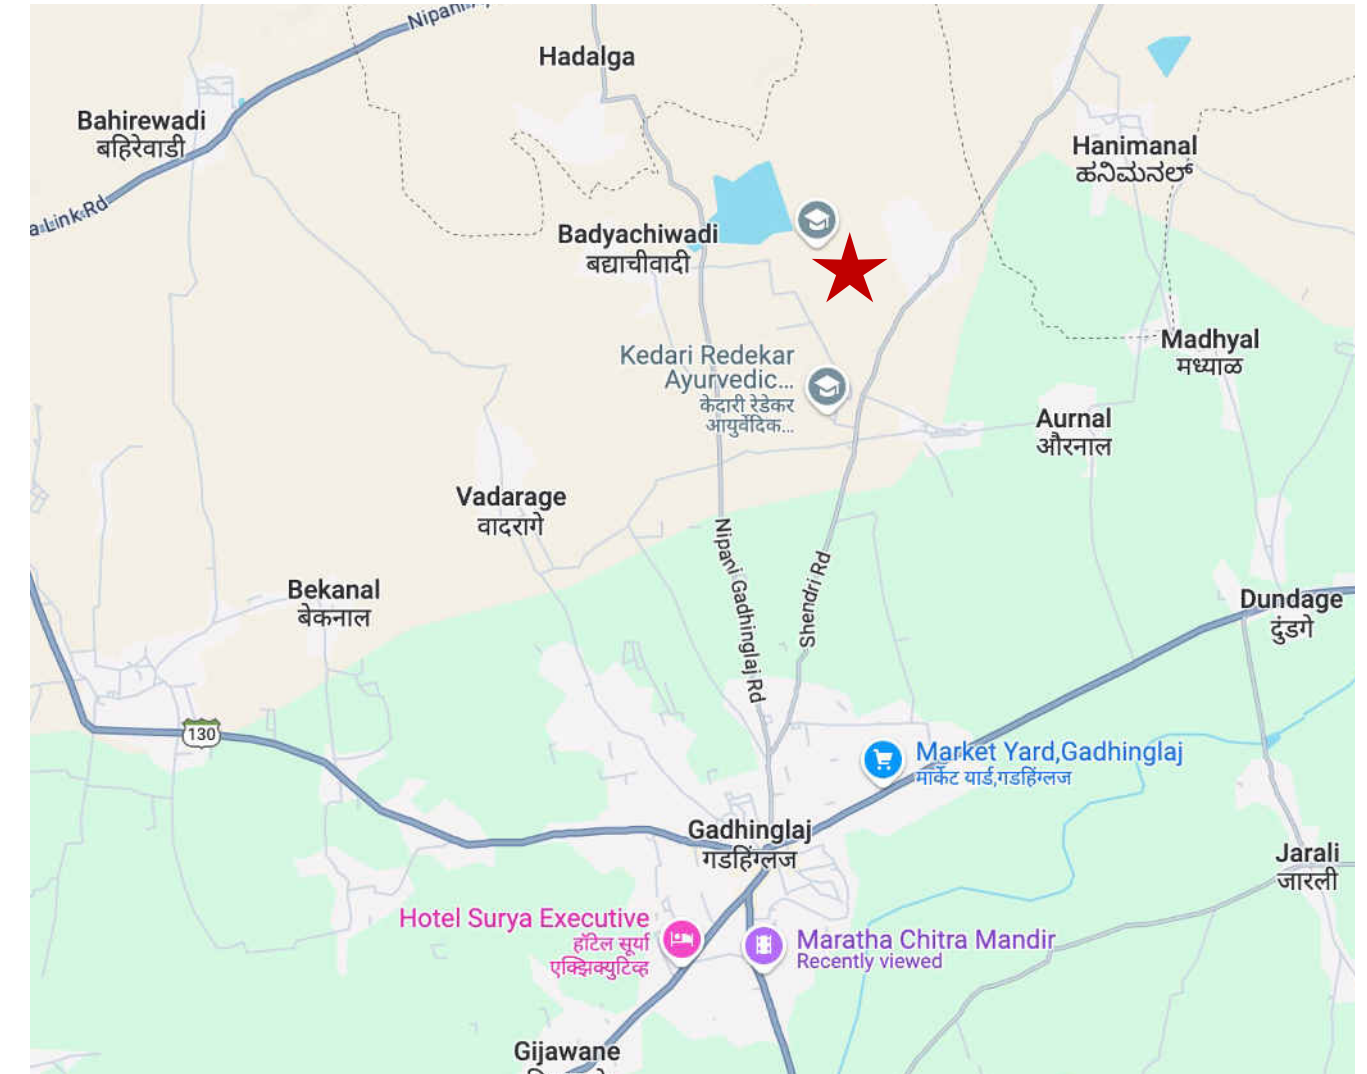 Nipani
Hadalga
Bahirewadi
बहिरेवाडी
Hanimanal
ಹನಿಮನಲ್
a Link Rd
Badyachiwadi
बद्याचीवादी
Madhyal
मध्याळ
Kedari Redekar
Ayurvedic...
केदारी रेडेकर
आयुर्वेदिक...
Aurnal
औरनाल
Vadarage
वादरागे
Nipani Gadhinglaj Rd
Shendri Rd
Bekanal
बेकनाल
Dundage
दुंडगे
130
Market Yard,Gadhinglaj
मार्केट यार्ड,गडहिंग्लज
Gadhinglaj
गडहिंग्लज
Jarali
जारली
Hotel Surya Executive
हॉटेल सूर्या
एक्झिक्युटिव्ह
Maratha Chitra Mandir
Recently viewed
Gijawane